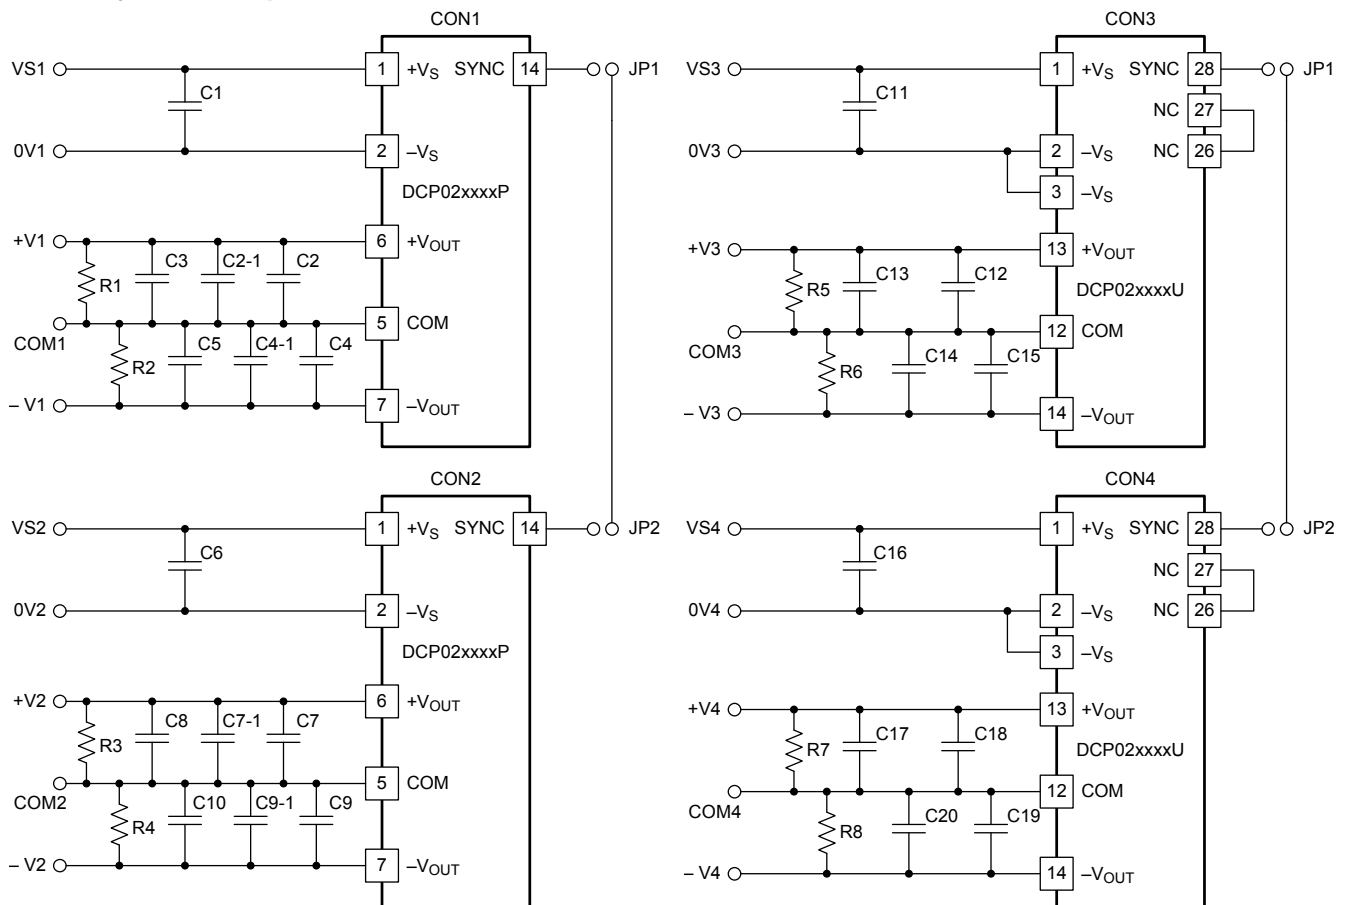 CON1
VS1
1
+VS
SYNC
14
JP1
C1
0V1
2
–VS
DCP02xxxxP
+V1
6
+VOUT
C3
C2-1
C2
R1
5
COM
COM1
C5
C4-1
C4
R2
– V1
7
–VOUT
CON2
VS2
1
+VS
SYNC
14
JP2
C6
0V2
2
–VS
DCP02xxxxP
+V2
6
+VOUT
C8
C7-1
C7
R3
5
COM
COM2
C10
C9-1
C9
R4
– V2
7
–VOUT
CON3
VS3
1
+VS
SYNC
28
JP1
C11
NC
27
0V3
2
–VS
NC
26
3
–VS
+V3
13
+VOUT
C13
C12
R5
DCP02xxxxU
12
COM
COM3
C14
C15
R6
– V3
14
–VOUT
CON4
VS4
1
+VS
SYNC
28
JP2
C16
NC
27
0V4
2
–VS
NC
26
3
–VS
+V4
13
+VOUT
C17
C18
R7
DCP02xxxxU
12
COM
COM4
C20
C19
R8
– V4
14
–VOUT